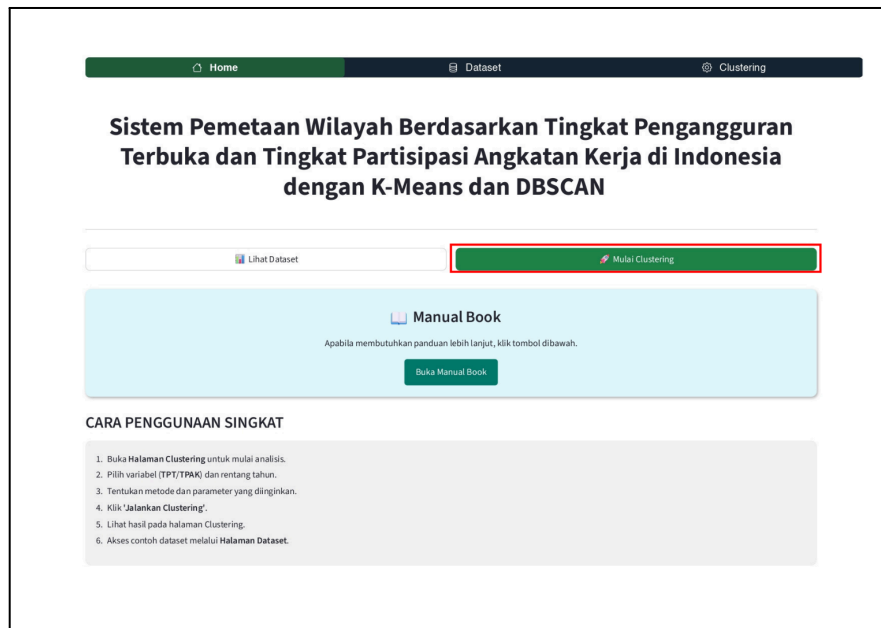 Home
Dataset
Clustering
Sistem Pemetaan Wilayah Berdasarkan Tingkat Pengangguran
Terbuka dan Tingkat Partisipasi Angkatan Kerja di Indonesia
dengan K-Means dan DBSCAN
Lihat Dataset
Mulai Clustering
Manual Book
Apabila membutuhkan panduan lebih lanjut, klik tombol dibawah.
Buka Manual Book
CARA PENGGUNAAN SINGKAT
1. Buka Halaman Clustering untuk mulai analisis.
2. Pilih variabel (TPT/TPAK) dan rentang tahun.
3. Tentukan metode dan parameter yang diinginkan.
4. Klik 'Jalankan Clustering'.
5. Lihat hasil pada halaman Clustering.
6. Akses contoh dataset melalui Halaman Dataset.